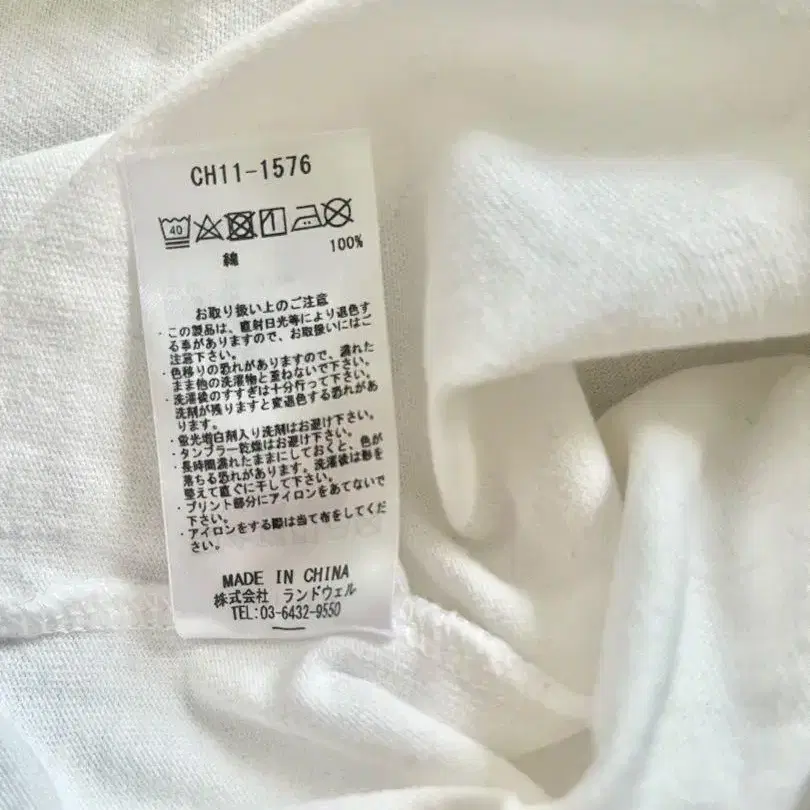 CH11-1576
40
綿 100%
お取り扱い上のご注意
・この製品は、直射日光等により退色す
る事がありますので、お取扱いにはご
注意下さい。
・色移りの恐れがありますので、濡れた
まま他の洗濯物と重ねないで下さい。
・洗濯後のすすぎは十分行って下さい。
洗剤が残りますと変退色する恐れがあ
ります。
・蛍光増白剤入り洗剤はお避け下さい。
・タンブラー乾燥はお避け下さい。
・長時間濡れたままにしておくと、色が
落ちる恐れがあります。洗濯後は形を
整えて直ぐに干して下さい。
・プリント部分にアイロンをあてないで
下さい。
・アイロンをする際は当て布をしてくだ
さい。
MADE IN CHINA
株式会社 ランドウェル
TEL:03-6432-9550